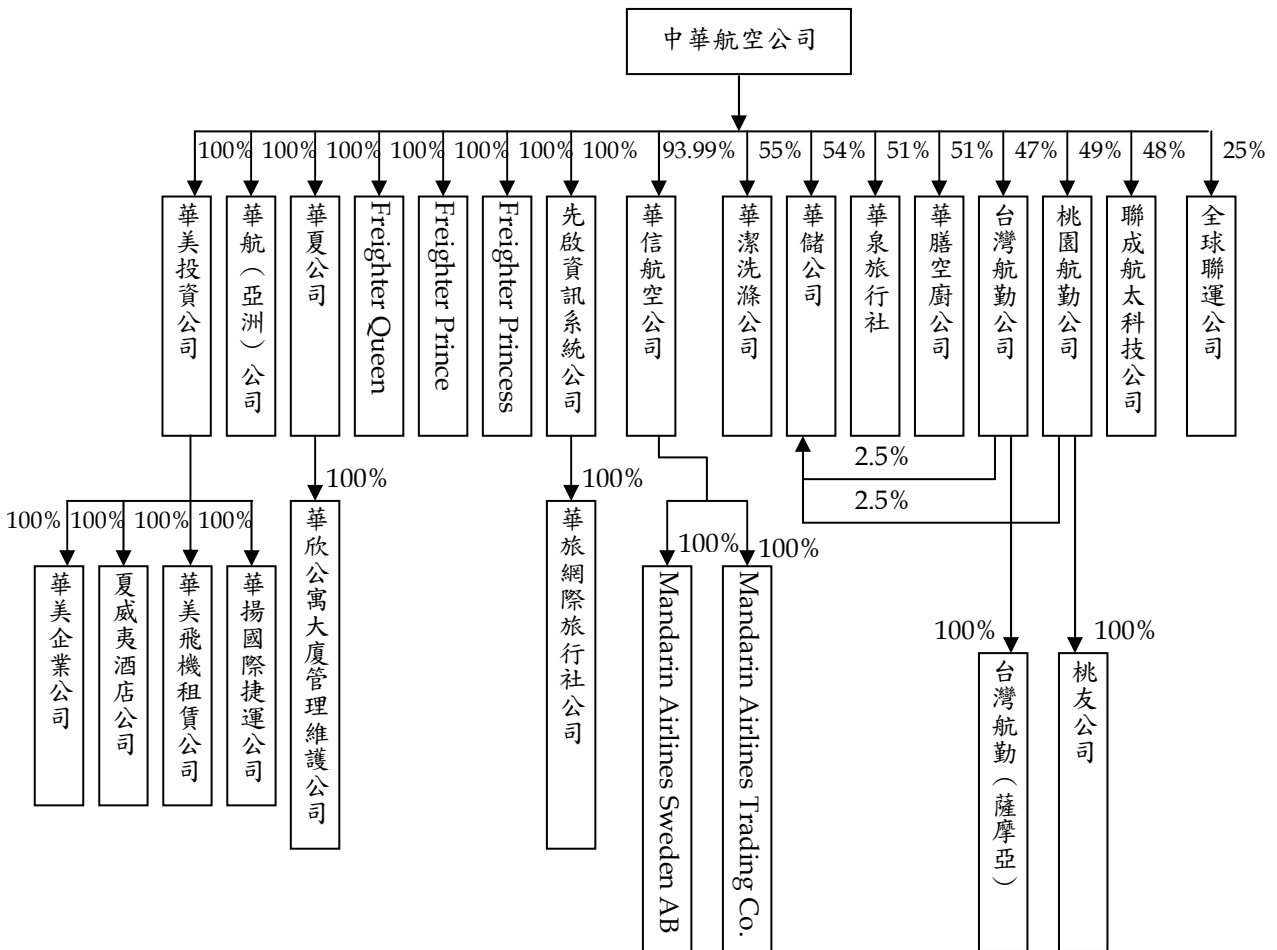 中華航空公司
100%
100%
100%
100%
100%
100%
100%
93.99%
55%
54%
51%
51%
47%
49%
48%
25%
華美投資公司
華航（亞洲）公司
華夏公司
Freighter Queen
Freighter Prince
Freighter Princess
先啟資訊系統公司
華信航空公司
華潔洗滌公司
華儲公司
華泉旅行社
華膳空廚公司
台灣航勤公司
桃園航勤公司
聯成航太科技公司
全球聯運公司
2.5%
2.5%
100%
100%
100%
100%
100%
100%
100%
100%
100%
100%
華美企業公司
夏威夷酒店公司
華美飛機租賃公司
華揚國際捷運公司
華欣公寓大廈管理維護公司
華旅網際旅行社公司
Mandarin Airlines Sweden AB
Mandarin Airlines Trading Co.
台灣航勤（薩摩亞）
桃友公司